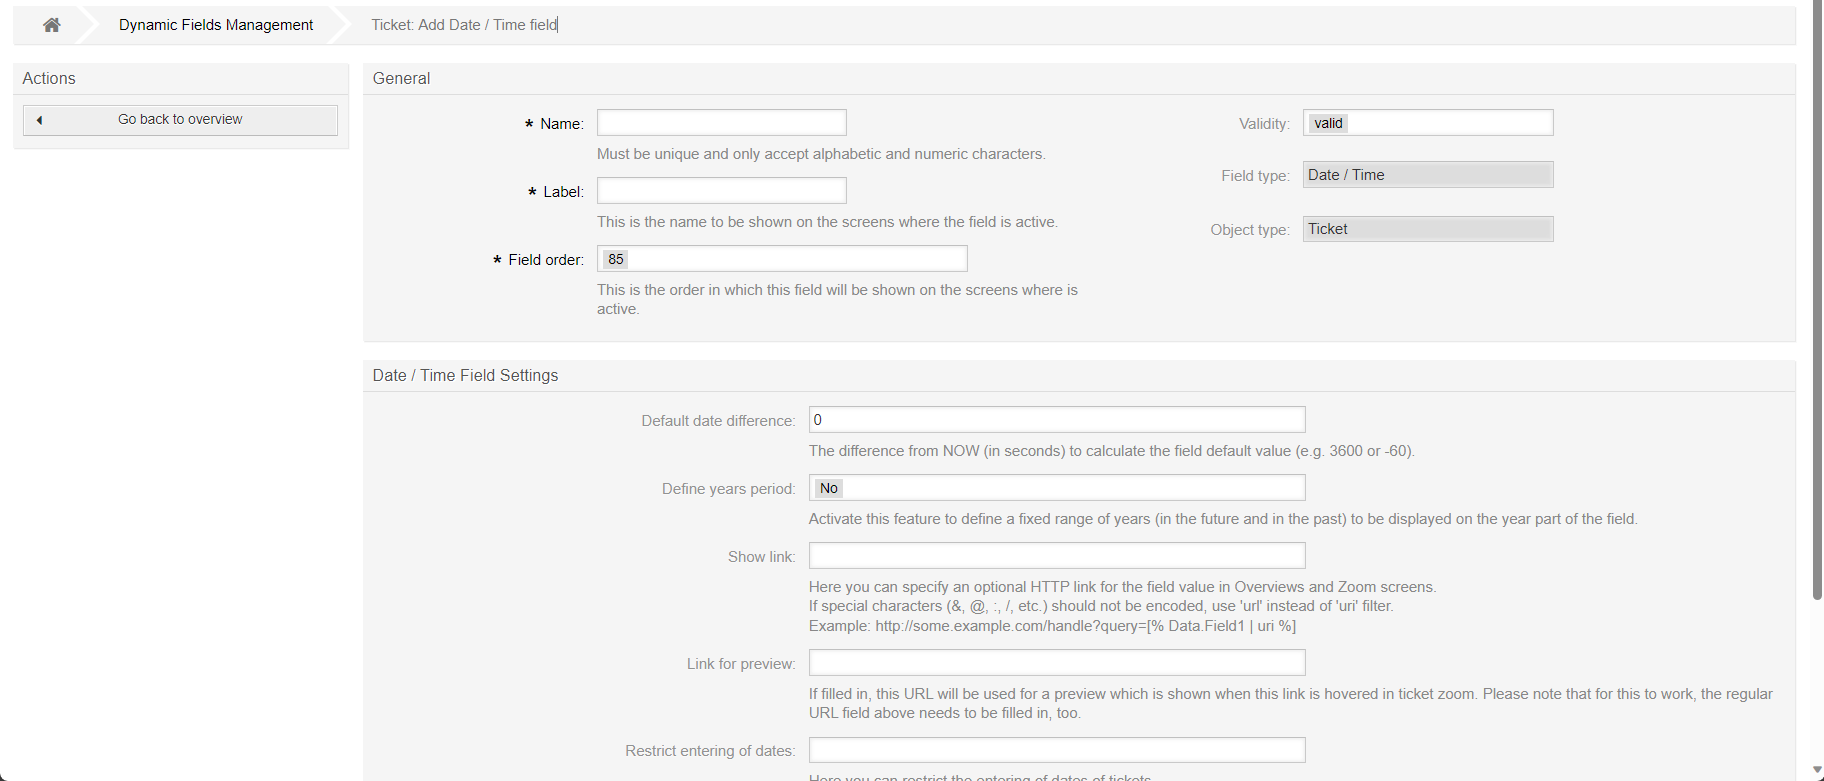 Dynamic Fields Management
Ticket: Add Date / Time field
Actions
Go back to overview
General
* Name:
Must be unique and only accept alphabetic and numeric characters.
* Label:
This is the name to be shown on the screens where the field is active.
* Field order:
85
This is the order in which this field will be shown on the screens where is
active.
Validity:
valid
Field type:
Date / Time
Object type:
Ticket
Date / Time Field Settings
Default date difference:
0
The difference from NOW (in seconds) to calculate the field default value (e.g. 3600 or -60).
Define years period:
No
Activate this feature to define a fixed range of years (in the future and in the past) to be displayed on the year part of the field.
Show link:
Here you can specify an optional HTTP link for the field value in Overviews and Zoom screens.
If special characters (&, @, :, /, etc.) should not be encoded, use 'url' instead of 'uri' filter.
Example: http://some.example.com/handle?query=[% Data.Field1 | uri %]
Link for preview:
If filled in, this URL will be used for a preview which is shown when this link is hovered in ticket zoom. Please note that for this to work, the regular
URL field above needs to be filled in, too.
Restrict entering of dates:
Here you can restrict the entering of dates of tickets.